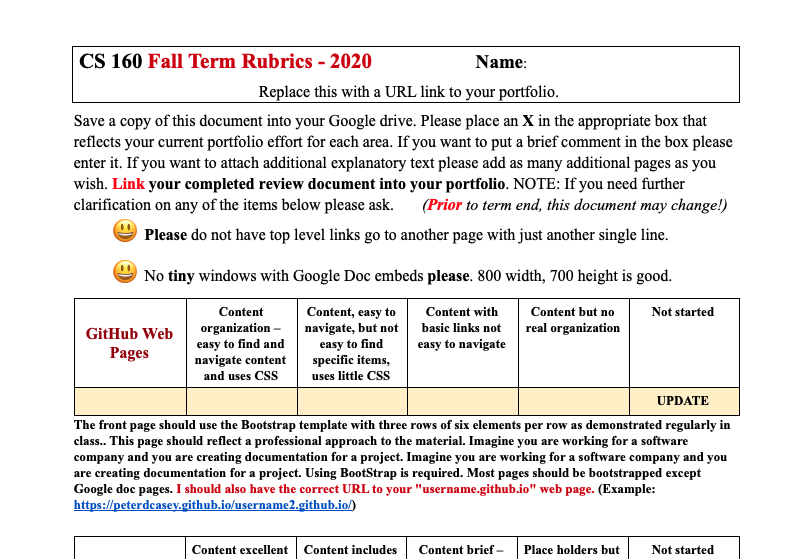 CS 160 Fall Term Rubrics - 2020 Name:
Replace this with a URL link to your portfolio.
Save a copy of this document into your Google drive. Please place an X in the appropriate box that
reflects your current portfolio effort for each area. If you want to put a brief comment in the box please
enter it. If you want to attach additional explanatory text please add as many additional pages as you
wish. Link your completed review document into your portfolio. NOTE: If you need further
clarification on any of the items below please ask. (Prior to term end, this document may change!)
Please do not have top level links go to another page with just another single line.
No tiny windows with Google Doc embeds please. 800 width, 700 height is good.
GitHub Web
Pages
Content
organization –
easy to find and
navigate content
and uses CSS
Content, easy to
navigate, but not
easy to find
specific items,
uses little CSS
Content with
basic links not
easy to navigate
Content but no
real organization
Not started
UPDATE
The front page should use the Bootstrap template with three rows of six elements per row as demonstrated regularly in
class.. This page should reflect a professional approach to the material. Imagine you are working for a software
company and you are creating documentation for a project. Imagine you are working for a software company and you
are creating documentation for a project. Using BootStrap is required. Most pages should be bootstrapped except
Google doc pages. I should also have the correct URL to your "username.github.io" web page. (Example:
https://peterdcasey.github.io/username2.github.io/)
Content excellent
Content includes
Content brief –
Place holders but
Not started